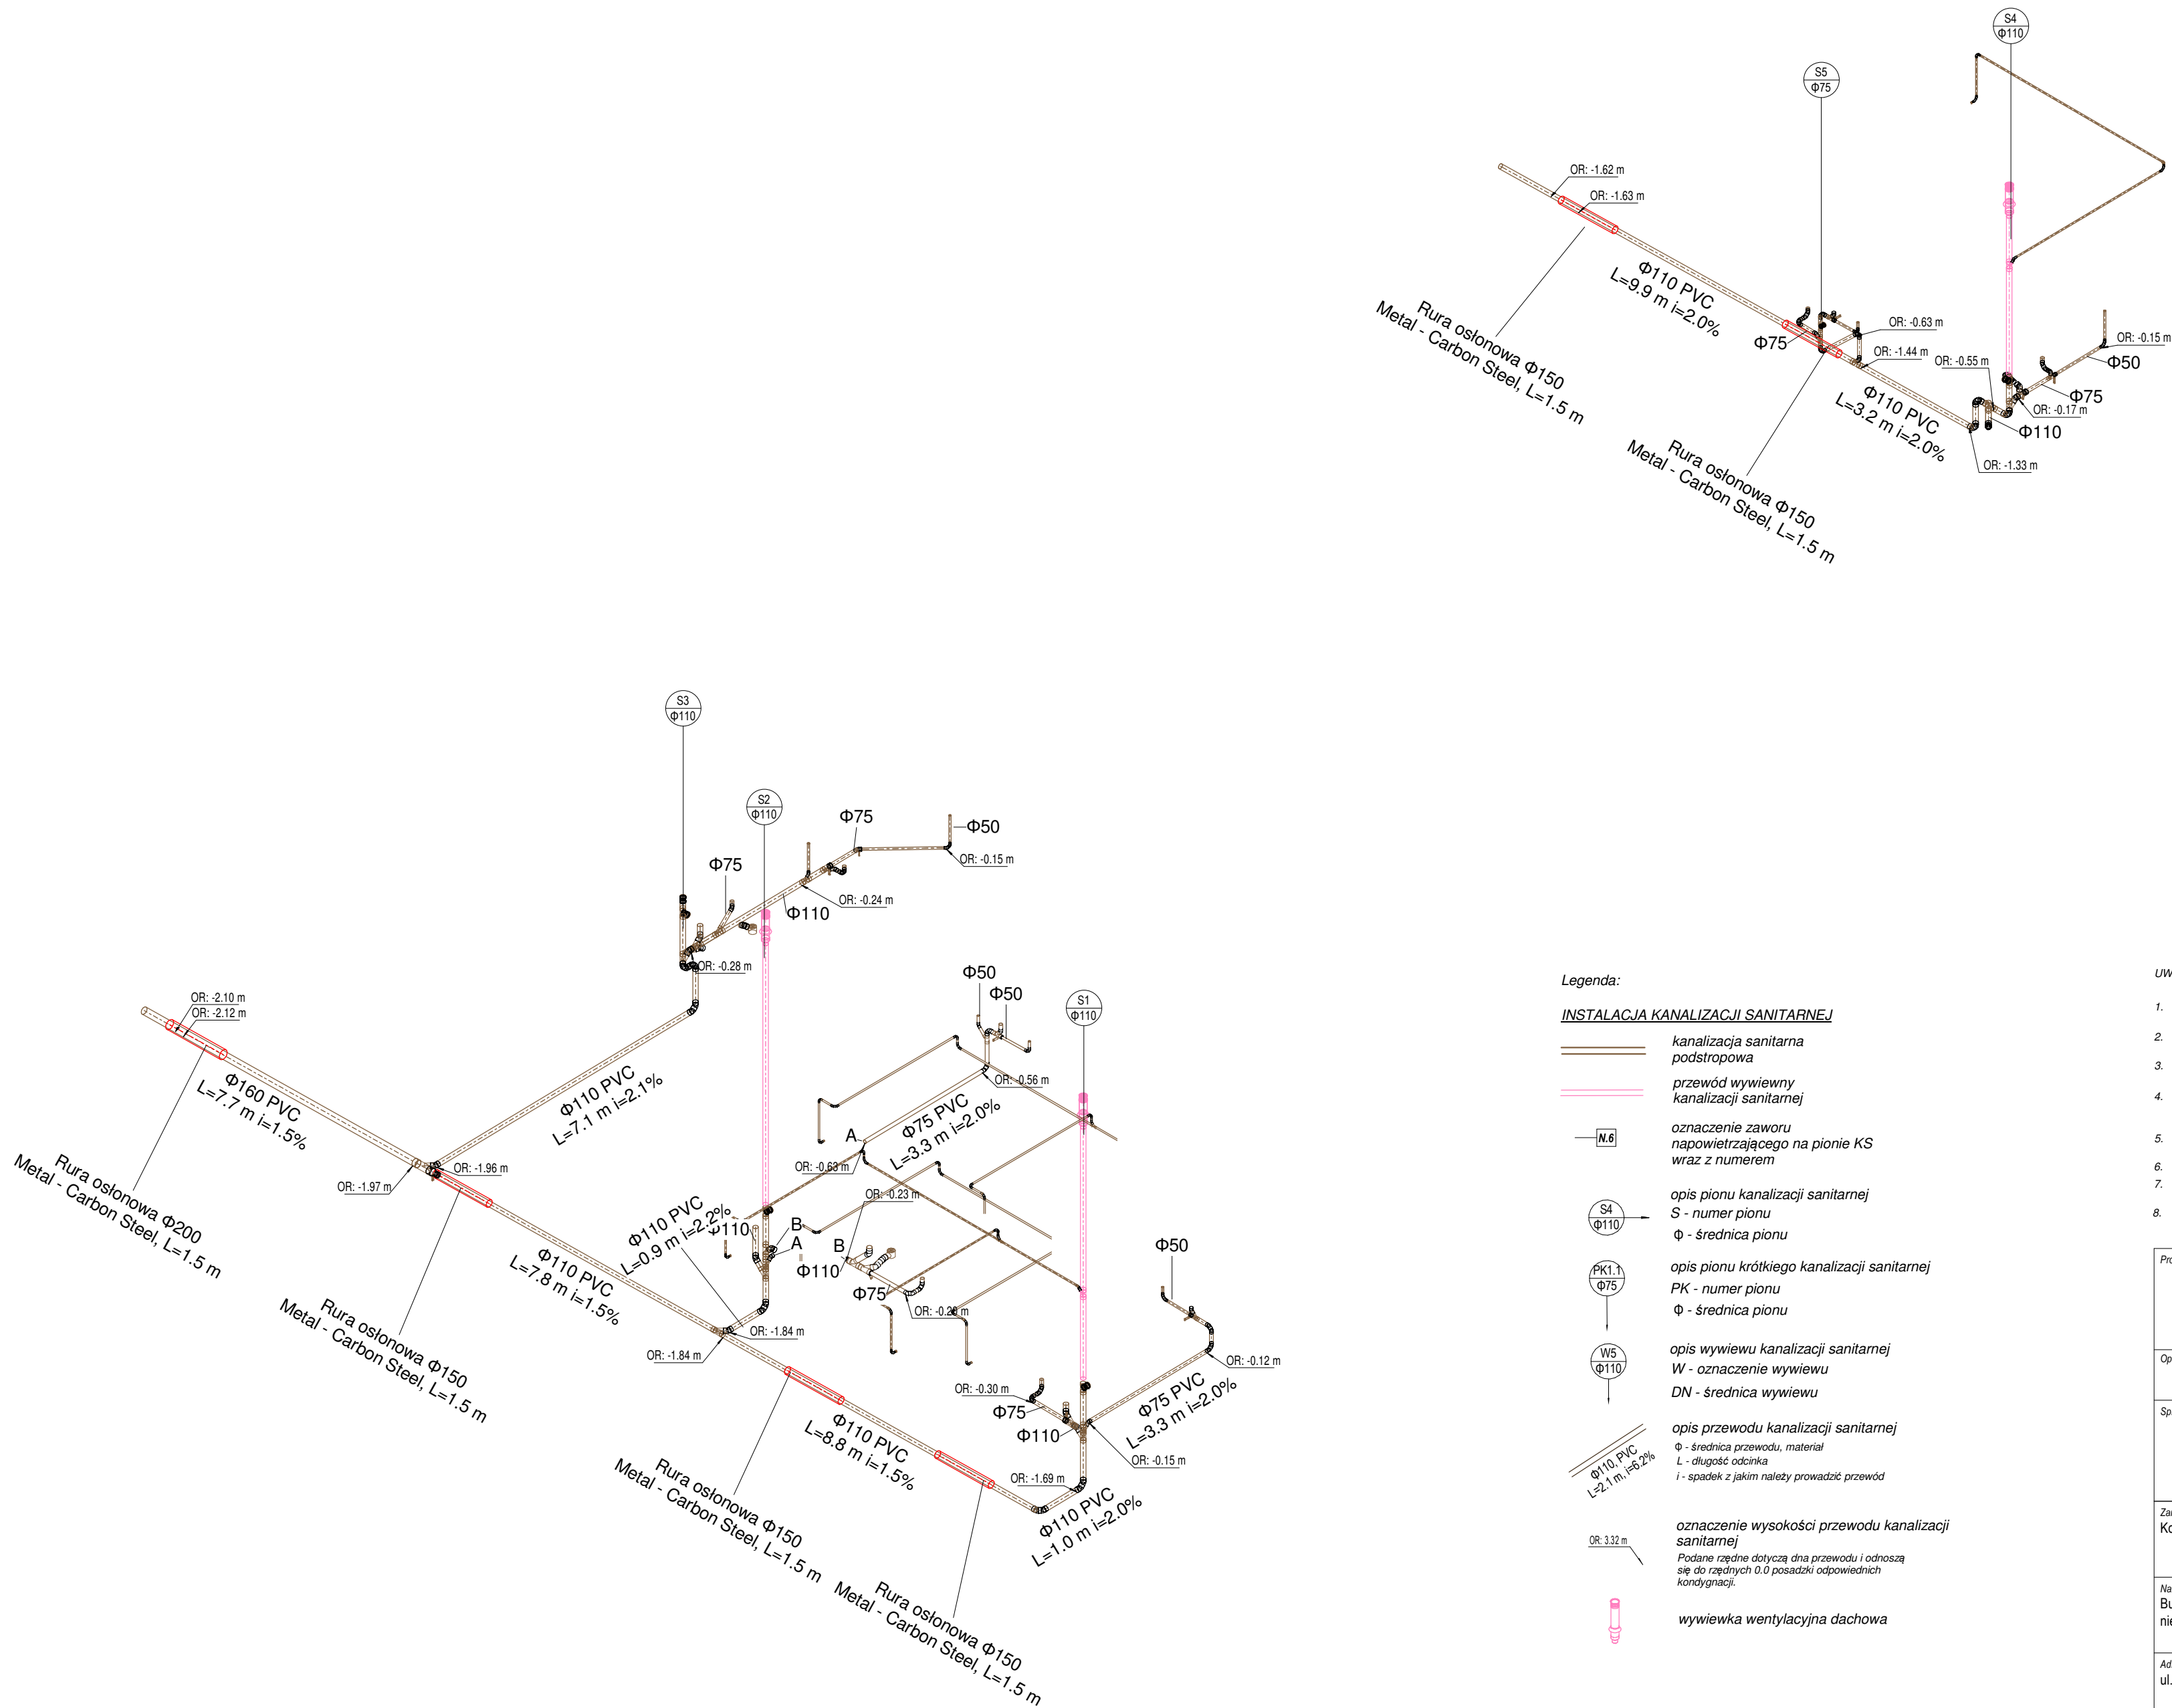 S4
Φ110
S5
Φ75
OR: -1.62 m
OR: -1.63 m
Φ110 PVC
L=9.9 m i=2.0%
Rura osłonowa Φ150
Metal - Carbon Steel, L=1.5 m
Φ75
OR: -0.63 m
OR: -1.44 m
OR: -0.55 m
OR: -0.15 m
Φ50
Φ75
OR: -0.17 m
Φ110
Φ110 PVC
L=3.2 m i=2.0%
OR: -1.33 m
Rura osłonowa Φ150
Metal - Carbon Steel, L=1.5 m
S3
Φ110
S2
Φ110
Φ75
Φ50
OR: -0.15 m
Φ75
OR: -0.24 m
Φ110
OR: -0.28 m
Φ50
Φ50
S1
Φ110
OR: -2.10 m
OR: -2.12 m
Φ160 PVC
L=7.7 m i=1.5%
Φ110 PVC
L=7.1 m i=2.1%
OR: -0.56 m
Φ75 PVC
L=3.3 m i=2.0%
A
OR: -0.63 m
OR: -1.96 m
OR: -1.97 m
OR: -0.23 m
Rura osłonowa Φ200
Metal - Carbon Steel, L=1.5 m
Φ110 PVC
L=0.9 m i=2.2%
Φ110
B
A
B
Φ110
Φ75
Φ110 PVC
L=7.8 m i=1.5%
Φ50
OR: -1.84 m
OR: -1.84 m
OR: -0.12 m
Rura osłonowa Φ150
Metal - Carbon Steel, L=1.5 m
OR: -0.30 m
Φ75
Φ110
Φ75 PVC
L=3.3 m i=2.0%
OR: -0.15 m
Φ110 PVC
L=8.8 m i=1.5%
OR: -1.69 m
Φ110 PVC
L=1.0 m i=2.0%
Rura osłonowa Φ150
Metal - Carbon Steel, L=1.5 m
Rura osłonowa Φ150
Metal - Carbon Steel, L=1.5 m
Legenda:
INSTALACJA KANALIZACJI SANITARNEJ
kanalizacja sanitarna
podstropowa
przewód wywiewny
kanalizacji sanitarnej
N.6
oznaczenie zaworu
napowietrzającego na pionie KS
wraz z numerem
S4
Φ110
opis pionu kanalizacji sanitarnej
S - numer pionu
Φ - średnica pionu
PK1.1
Φ75
opis pionu krótkiego kanalizacji sanitarnej
PK - numer pionu
Φ - średnica pionu
W5
Φ110
opis wywiewu kanalizacji sanitarnej
W - oznaczenie wywiewu
DN - średnica wywiewu
Φ110, PVC
L=2.1 m, i=6.2%
opis przewodu kanalizacji sanitarnej
Φ - średnica przewodu, materiał
L - długość odcinka
i - spadek z jakim należy prowadzić przewód
OR: 3.32 m
oznaczenie wysokości przewodu kanalizacji
sanitarnej
Podane rzędne dotyczą dna przewodu i odnoszą
się do rzędnych 0.0 posadzki odpowiednich
kondygnacji.
wywiewka wentylacyjna dachowa
UW
1.
2.
3.
4.
5.
6.
7.
8.
ul.